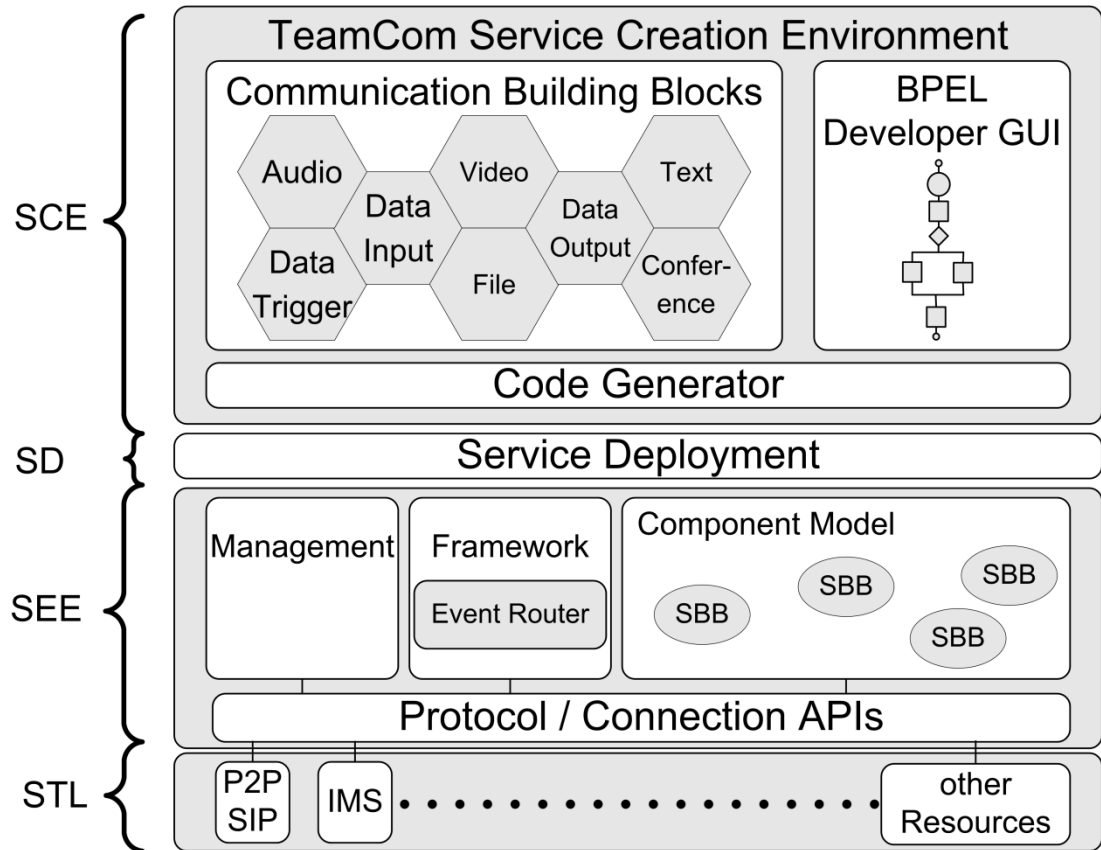 TeamCom Service Creation Environment
Communication Building Blocks
Audio
Video
Text
Data
Input
Data
Output
Data
Trigger
File
Confer-
ence
BPEL
Developer GUI
Code Generator
SCE
SD
Service Deployment
SEE
Management
Framework
Event Router
Component Model
SBB
SBB
SBB
SBB
Protocol / Connection APIs
STL
P2P
SIP
IMS
other
Resources